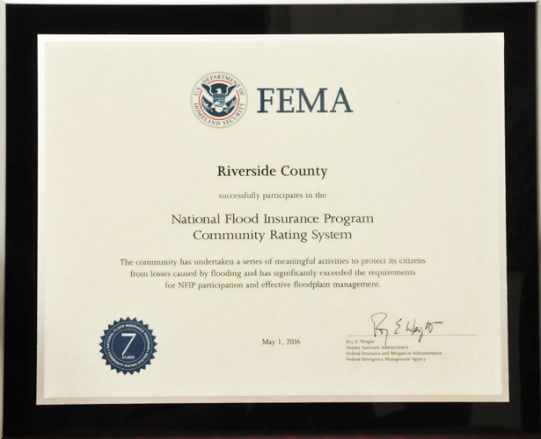 U.S. DEPARTMENT OF
HOMELAND SECURITY
FEMA
Riverside County
successfully participates in the
National Flood Insurance Program
Community Rating System
The community has undertaken a series of meaningful activities to protect its citizens
from losses caused by flooding and has significantly exceeded the requirements
for NFIP participation and effective floodplain management.
7
CLASS
May 1, 2016
Roy E. Wright
Deputy Associate Administrator
Federal Insurance and Mitigation Administration
Federal Emergency Management Agency